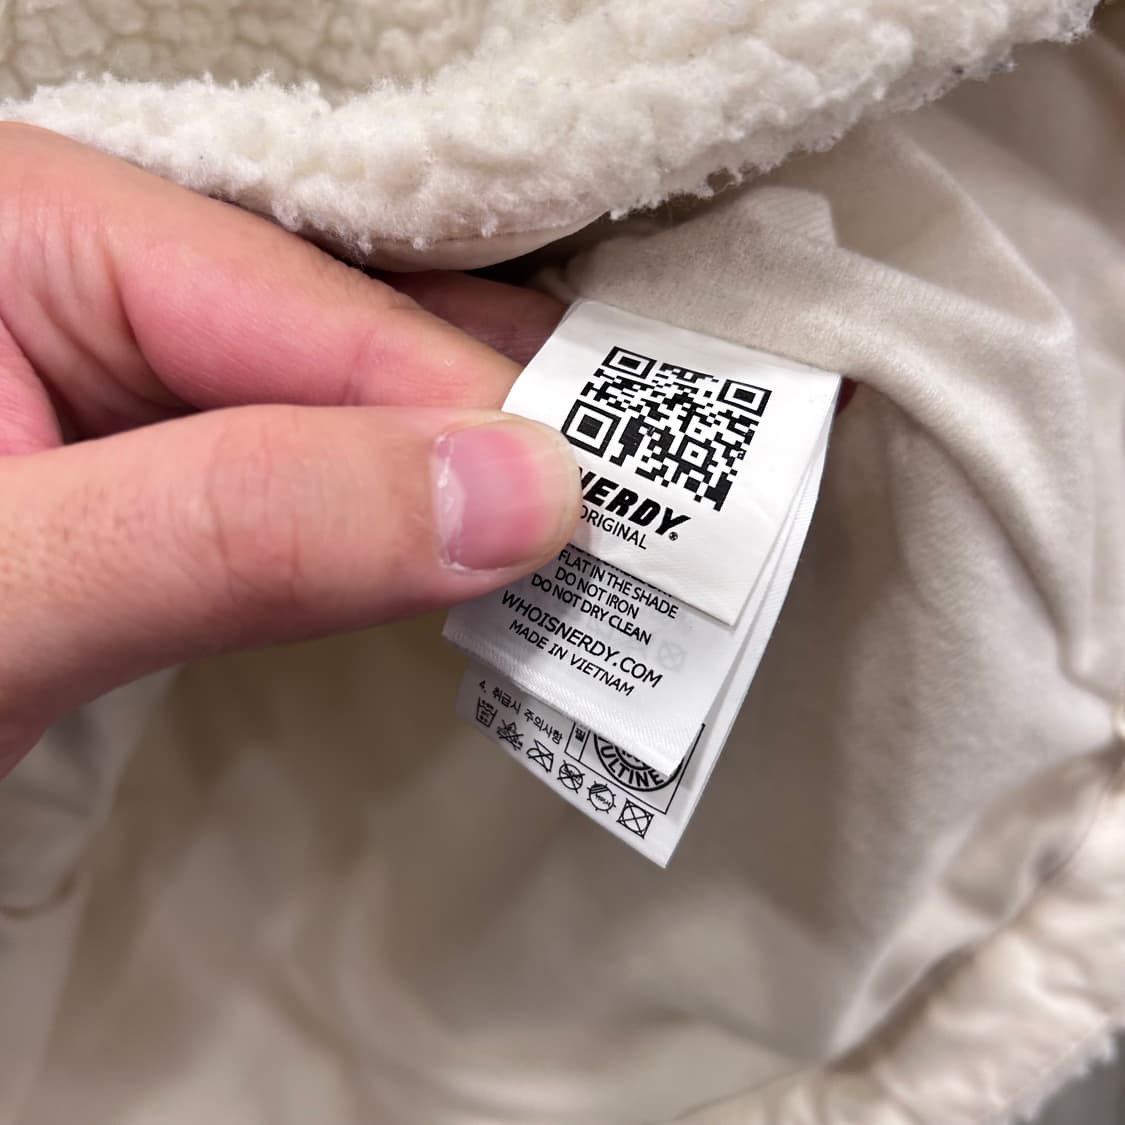 NERDY®
ORIGINAL
FLAT IN THE SHADE
DO NOT IRON
DO NOT DRY CLEAN
WHOISNERDY.COM
MADE IN VIETNAM
4. 취급시 주의사항
ULTINE